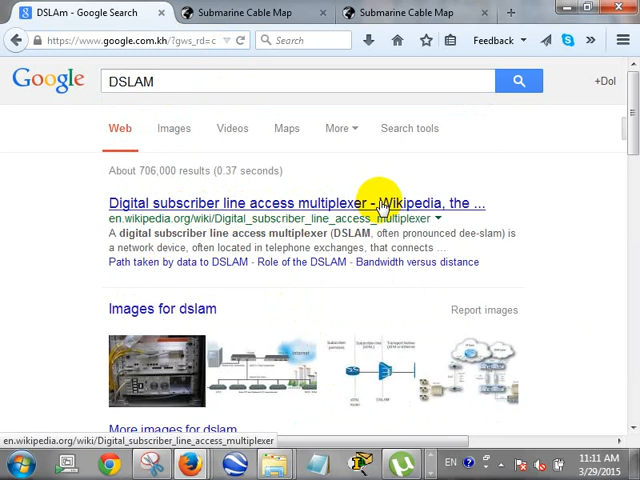 DSLAm - Google Search
Submarine Cable Map
Submarine Cable Map
https://www.google.com.kh/?gws_rd=c
Search
Feedback
Google
DSLAM
+Dol
Web
Images
Videos
Maps
More
Search tools
About 706,000 results (0.37 seconds)
Digital subscriber line access multiplexer - Wikipedia, the ...
en.wikipedia.org/wiki/Digital_subscriber_line_access_multiplexer
A digital subscriber line access multiplexer (DSLAM, often pronounced dee-slam) is
a network device, often located in telephone exchanges, that connects ...
Path taken by data to DSLAM - Role of the DSLAM - Bandwidth versus distance
Images for dslam
Report images
More images for dslam
en.wikipedia.org/wiki/Digital_subscriber_line_access_multiplexer
EN
11:11 AM
3/29/2015